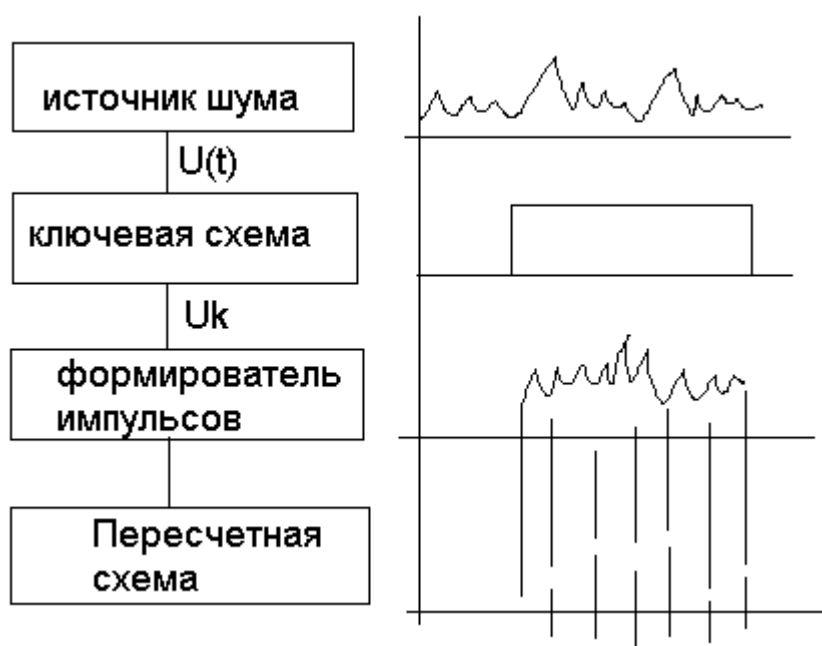 источник шума
U(t)
ключевая схема
Uk
формирователь
импульсов
Пересчетная
схема